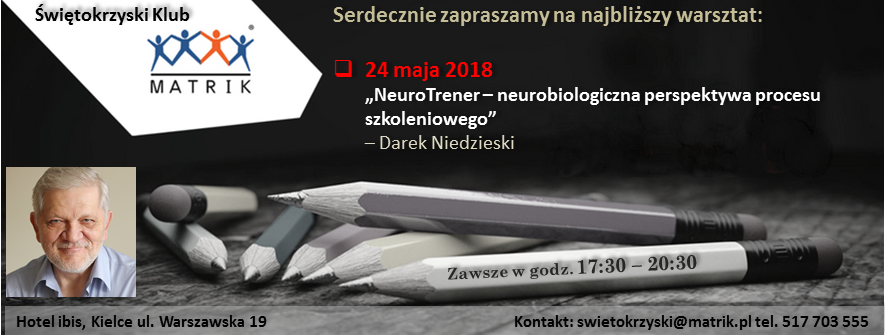 Świętokrzyski Klub
MATRIK
Serdecznie zapraszamy na najbliższy warsztat:
24 maja 2018
„NeuroTrener – neurobiologiczna perspektywa procesu
szkoleniowego”
– Darek Niedzieski
Zawsze w godz. 17:30 – 20:30
Hotel ibis, Kielce ul. Warszawska 19
Kontakt: swietokrzyski@matrik.pl tel. 517 703 555